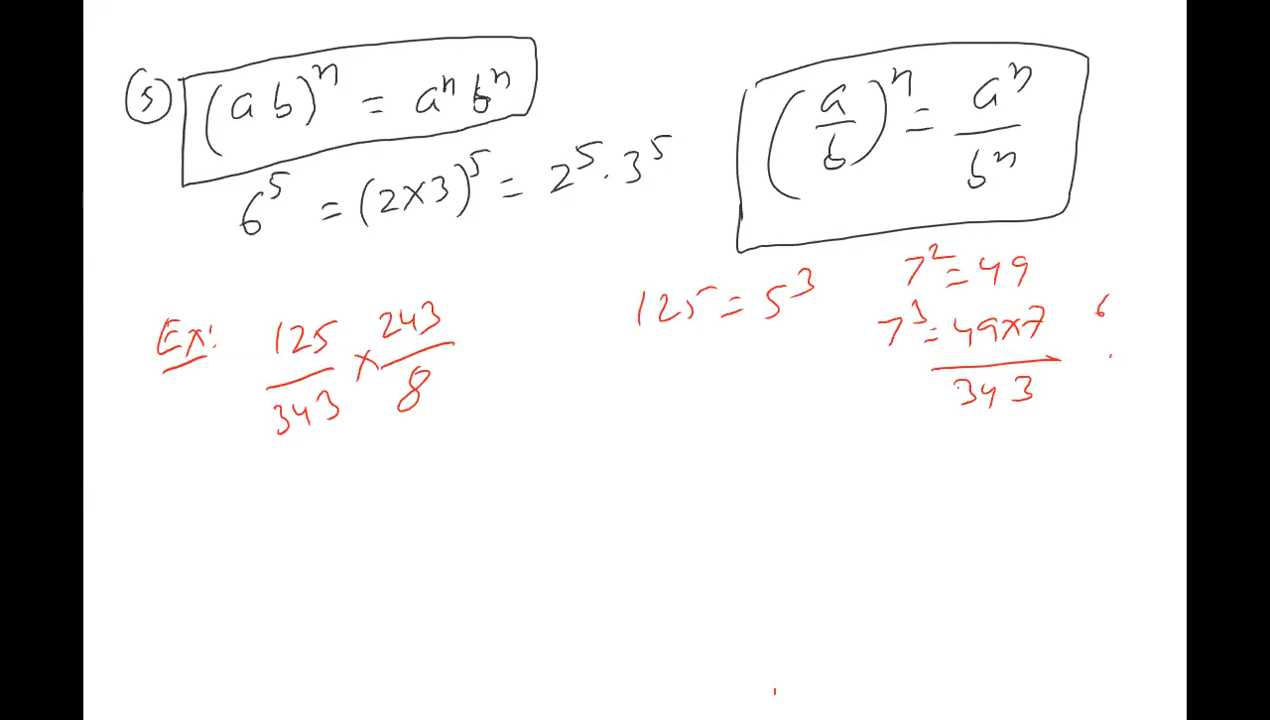 (5) (ab)^n = a^n b^n
(a/b)^n = a^n/b^n
6^5 = (2×3)^5 = 2^5 . 3^5
Ex: 125/343 × 243/8
125 = 5^3
7^2 = 49
7^3 = 49×7
343
6